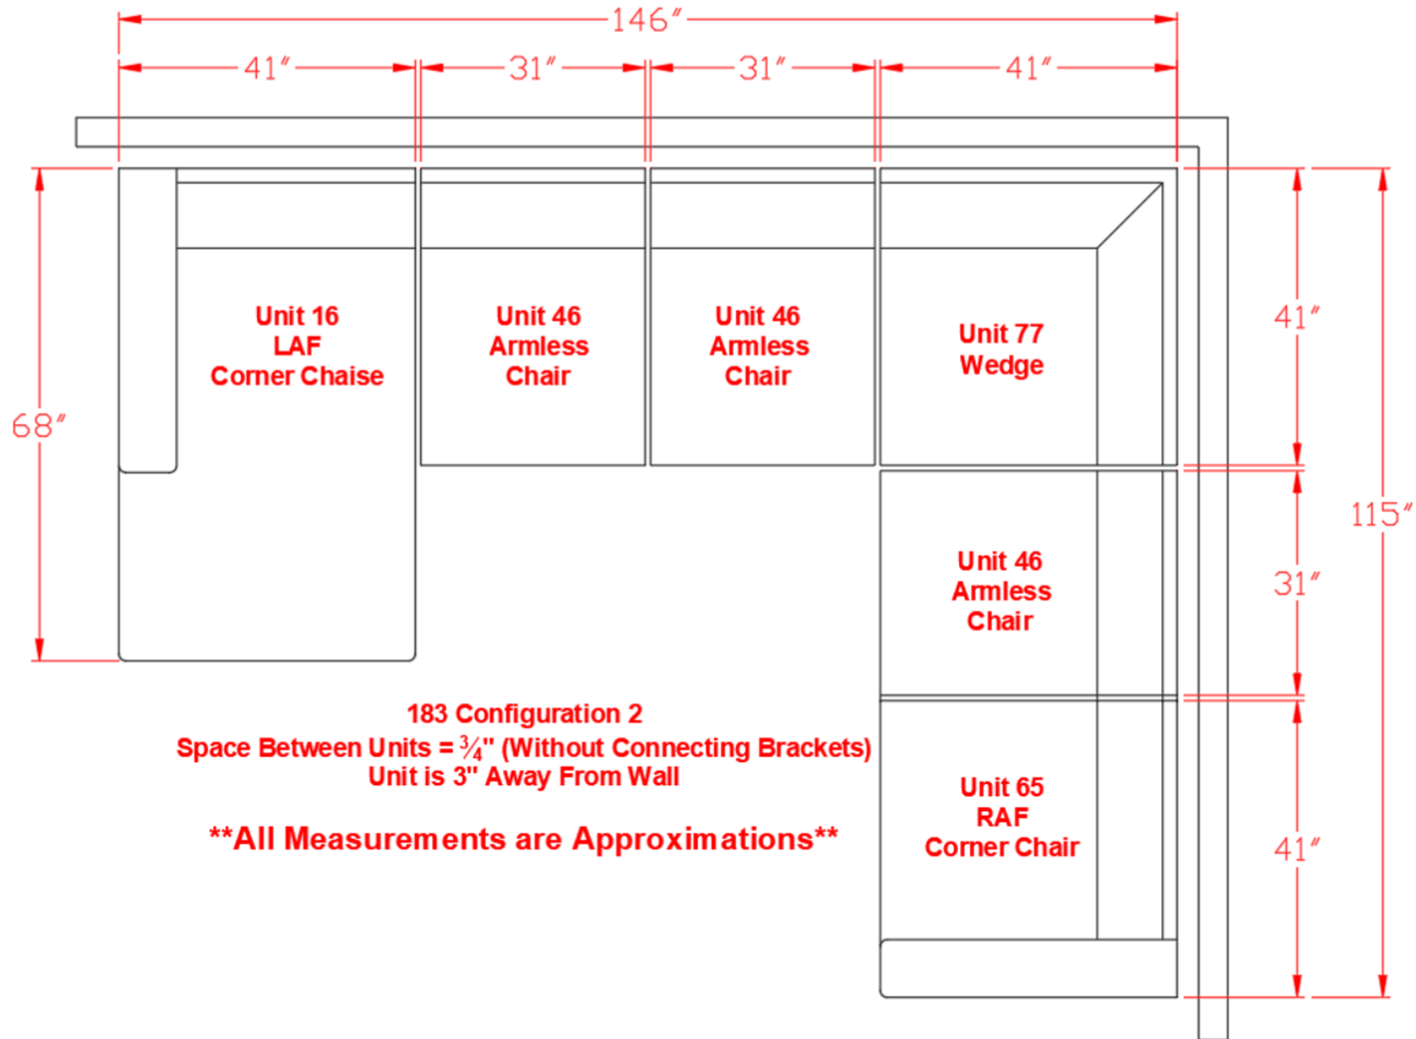 146"
41" 31" 31" 41"
Unit 16
LAF
Corner Chaise
Unit 46
Armless
Chair
Unit 46
Armless
Chair
Unit 77
Wedge
41"
68"
115"
Unit 46
Armless
Chair
31"
183 Configuration 2
Space Between Units = ¾" (Without Connecting Brackets)
Unit is 3" Away From Wall
**All Measurements are Approximations**
Unit 65
RAF
Corner Chair
41"